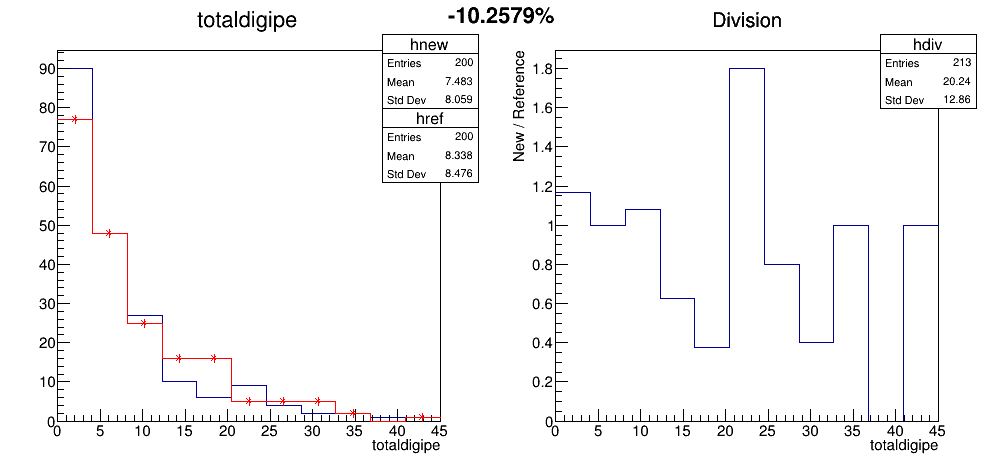 -10.2579%
totaldigipe
hnew
Entries 200
Mean 7.483
Std Dev 8.059
href
Entries 200
Mean 8.338
Std Dev 8.476
90
80
70
60
50
40
30
20
10
0
0 5 10 15 20 25 30 35 40 45
totaldigipe
Division
hdiv
Entries 213
Mean 20.24
Std Dev 12.86
New / Reference
1.8
1.6
1.4
1.2
1
0.8
0.6
0.4
0.2
0
0 5 10 15 20 25 30 35 40 45
totaldigipe